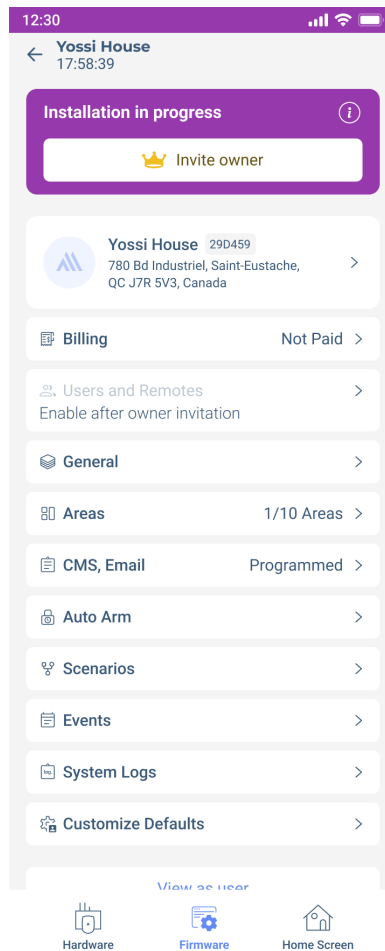 12:30
Yossi House
17:58:39
Installation in progress
Invite owner
Yossi House 29D459
780 Bd Industriel, Saint-Eustache,
QC J7R 5V3, Canada
Billing Not Paid
Users and Remotes
Enable after owner invitation
General
Areas 1/10 Areas
CMS, Email Programmed
Auto Arm
Scenarios
Events
System Logs
Customize Defaults
View as user
Hardware Firmware Home Screen